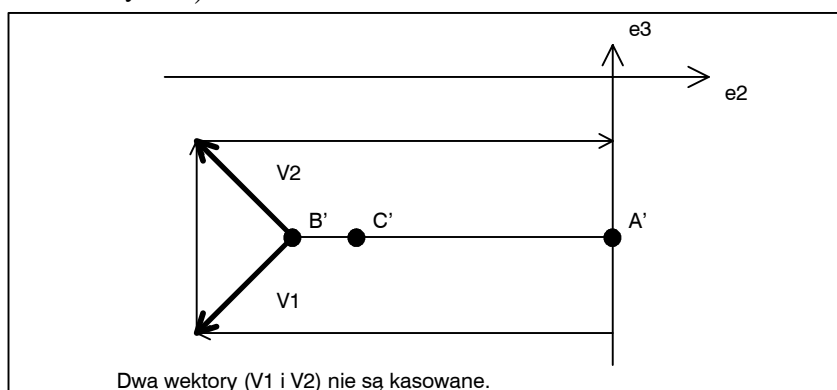 e3
e2
V2
B’
C’
A’
V1
Dwa wektory (V1 i V2) nie są kasowane.